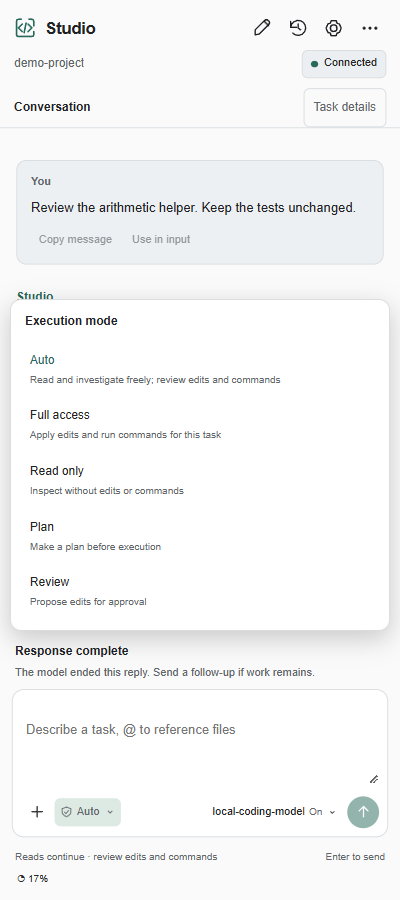 Studio
demo-project
Connected
Conversation
Task details
You
Review the arithmetic helper. Keep the tests unchanged.
Copy message
Use in input
Studio
Execution mode
Auto
Read and investigate freely; review edits and commands
Full access
Apply edits and run commands for this task
Read only
Inspect without edits or commands
Plan
Make a plan before execution
Review
Propose edits for approval
Response complete
The model ended this reply. Send a follow-up if work remains.
Describe a task, @ to reference files
Auto
local-coding-model On
Reads continue · review edits and commands
Enter to send
17%